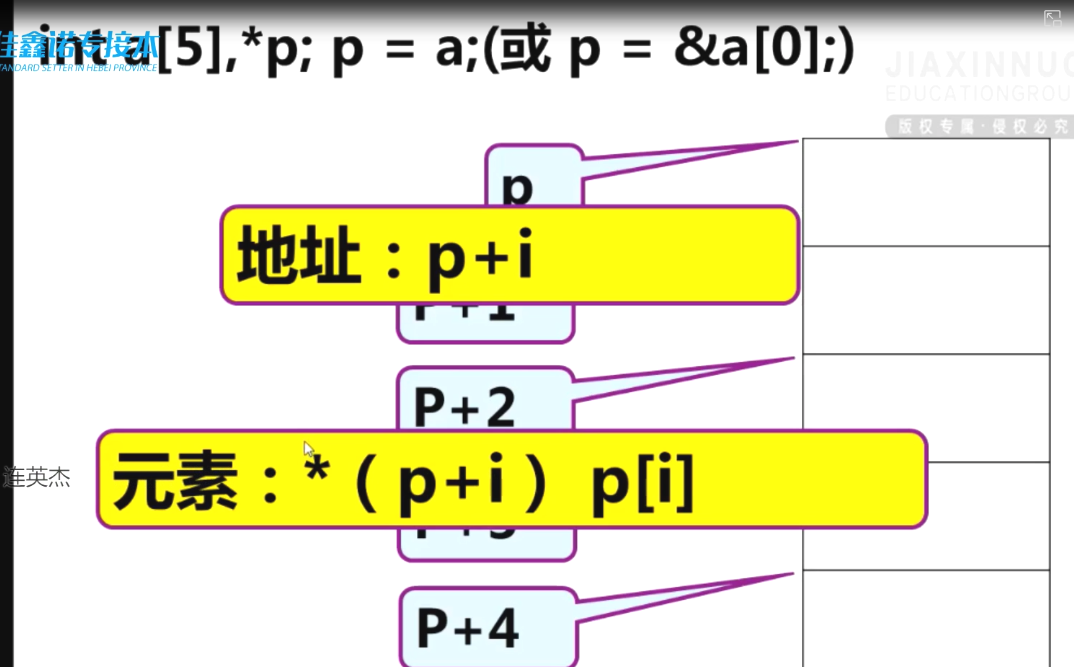 int a[5],*p; p = a;(或 p = &a[0];)
佳鑫诺专接本
STANDARD SETTER IN HEBEI PROVINCE
JIAXINNUO
EDUCATIONGROU
版权专属·侵权必究
p
地址：p+i
P+1
P+2
元素：*（p+i） p[i]
连英杰
P+3
P+4